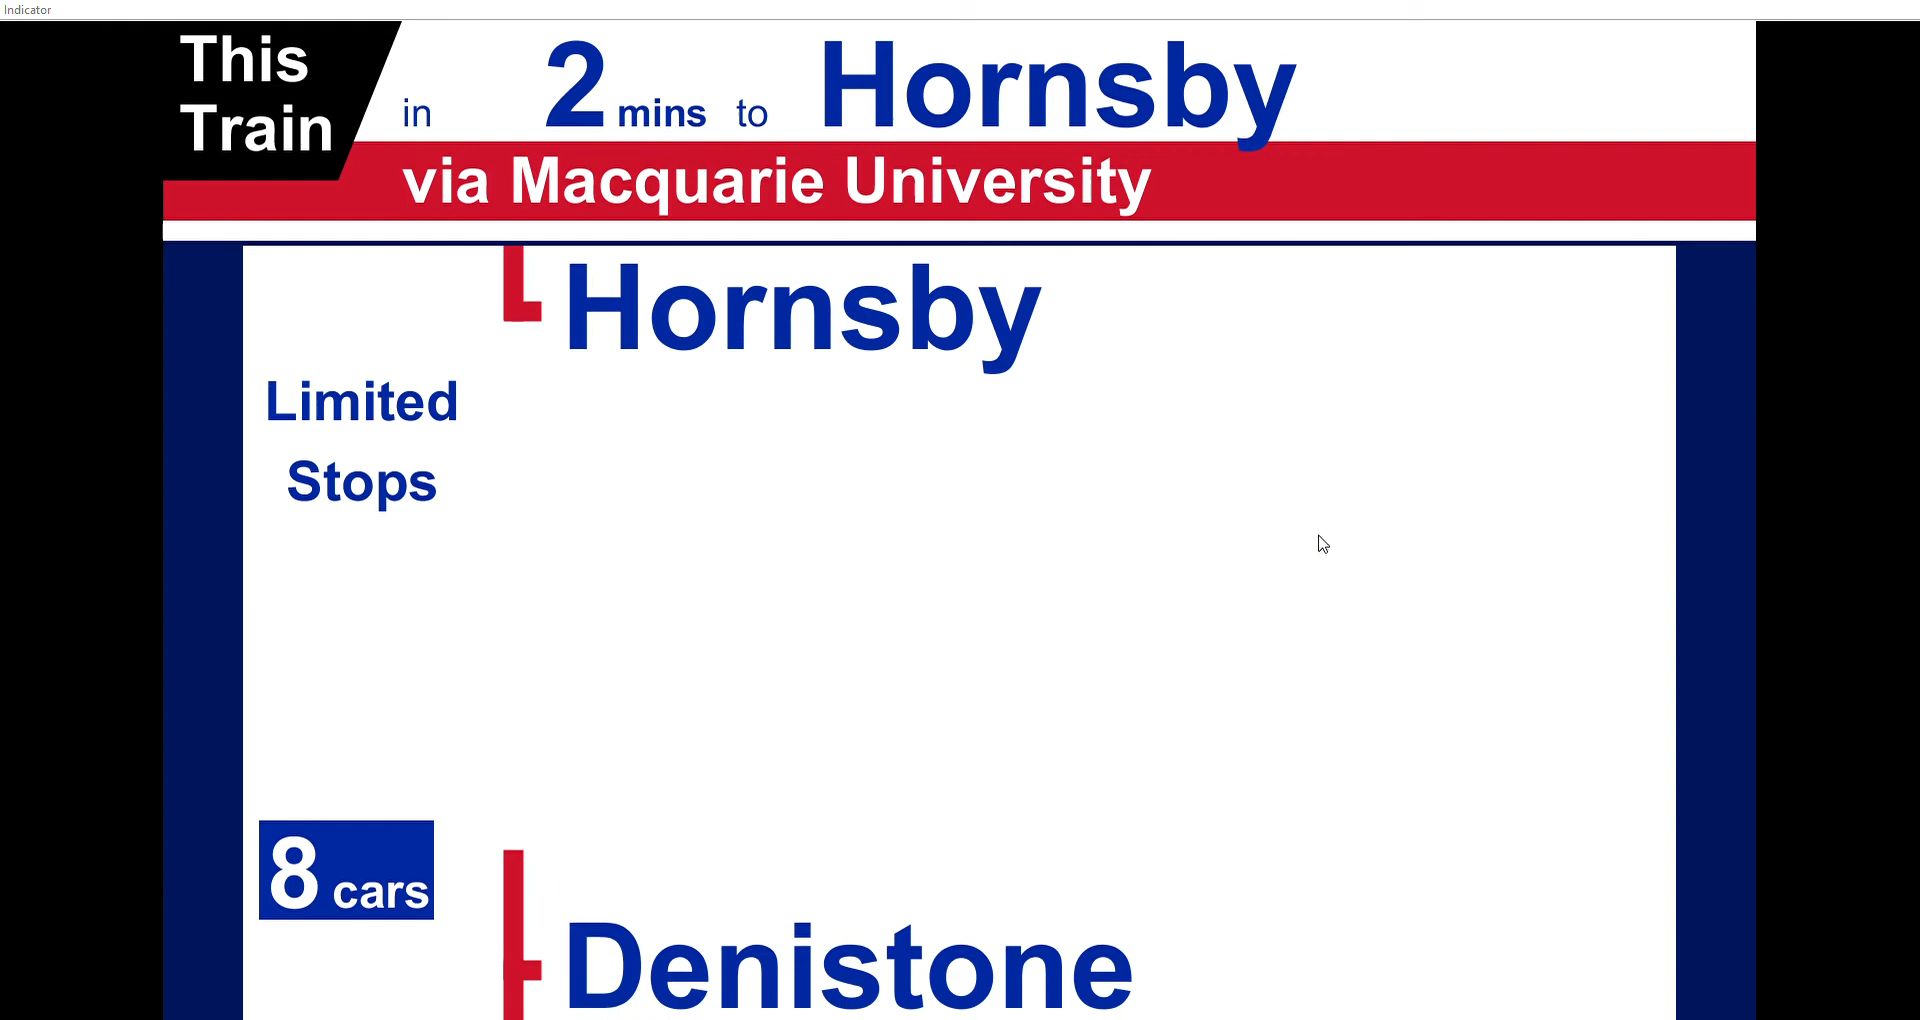 Indicator
This
Train
in 2 mins to Hornsby
via Macquarie University
Hornsby
Limited
Stops
8 cars
Denistone